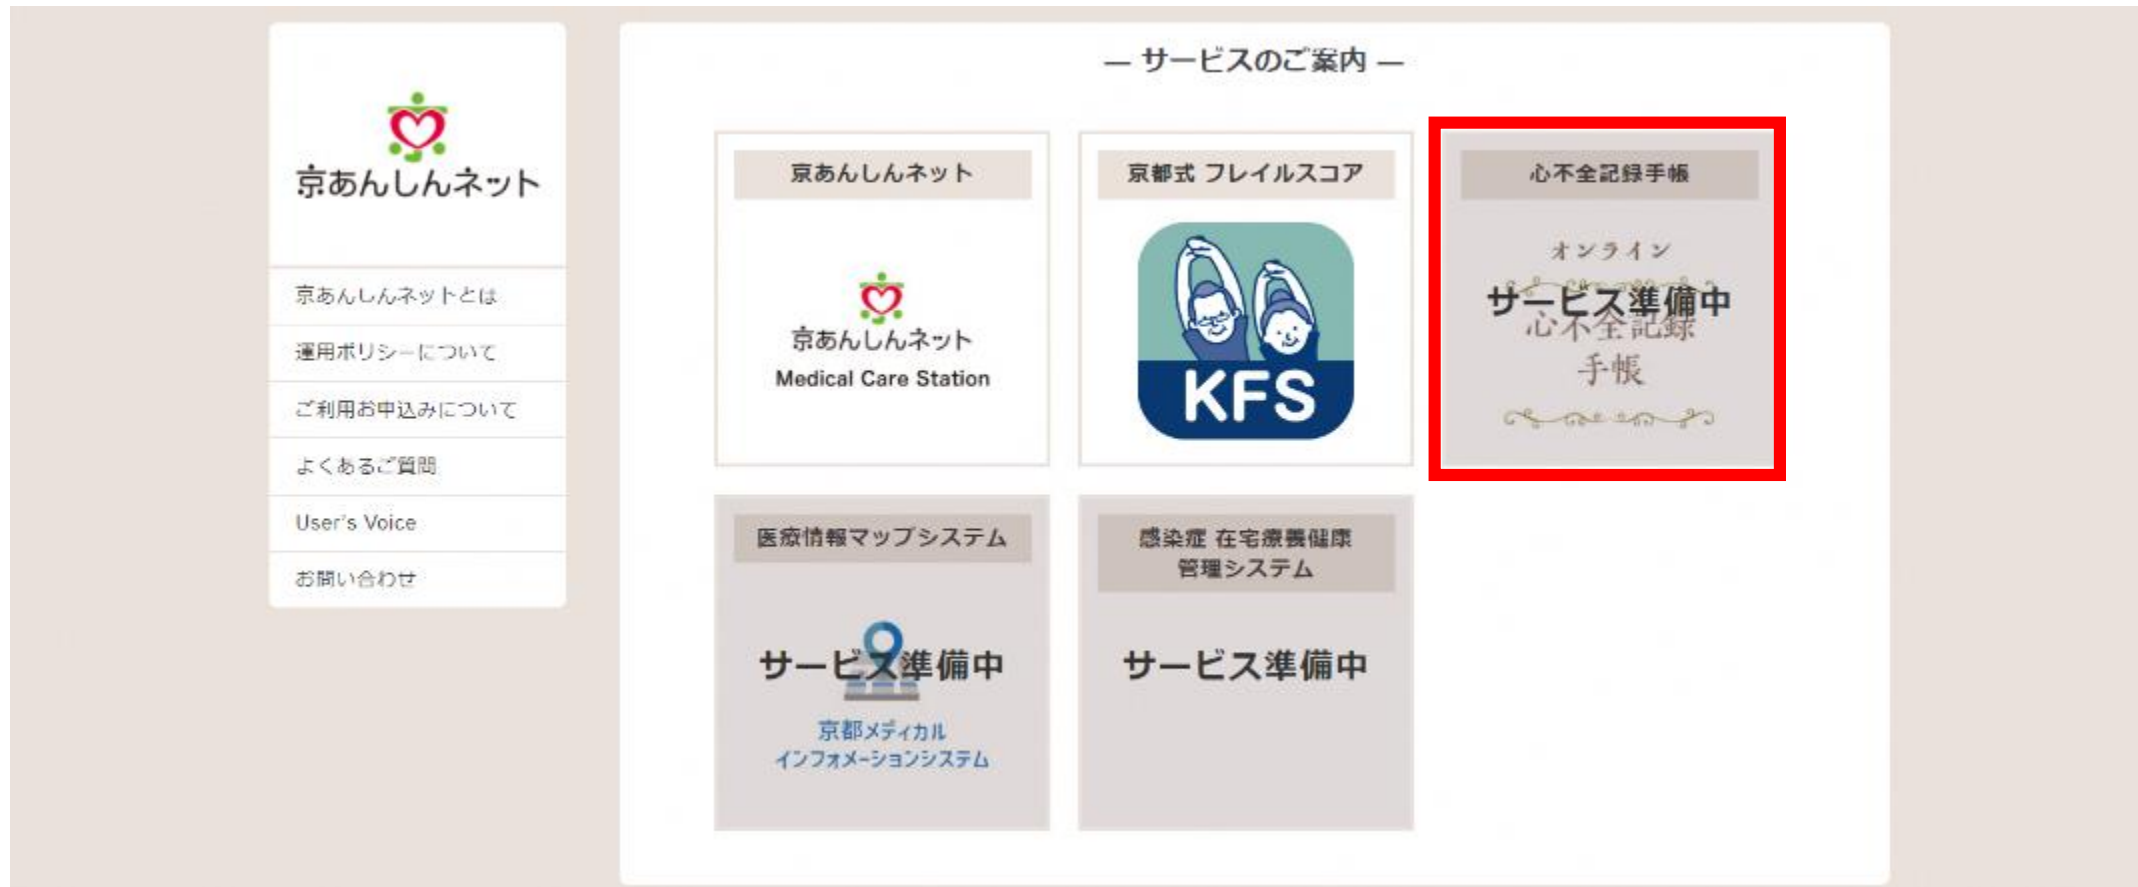 京あんしんネット
京あんしんネットとは
運用ポリシーについて
ご利用お申込みについて
よくあるご質問
User's Voice
お問い合わせ
― サービスのご案内 ―
京あんしんネット
京あんしんネット
Medical Care Station
京都式 フレイルスコア
KFS
心不全記録手帳
オンライン
サービス準備中
心不全記録
手帳
医療情報マップシステム
サービス準備中
京都メディカル
インフォメーションシステム
感染症 在宅療養健康
管理システム
サービス準備中